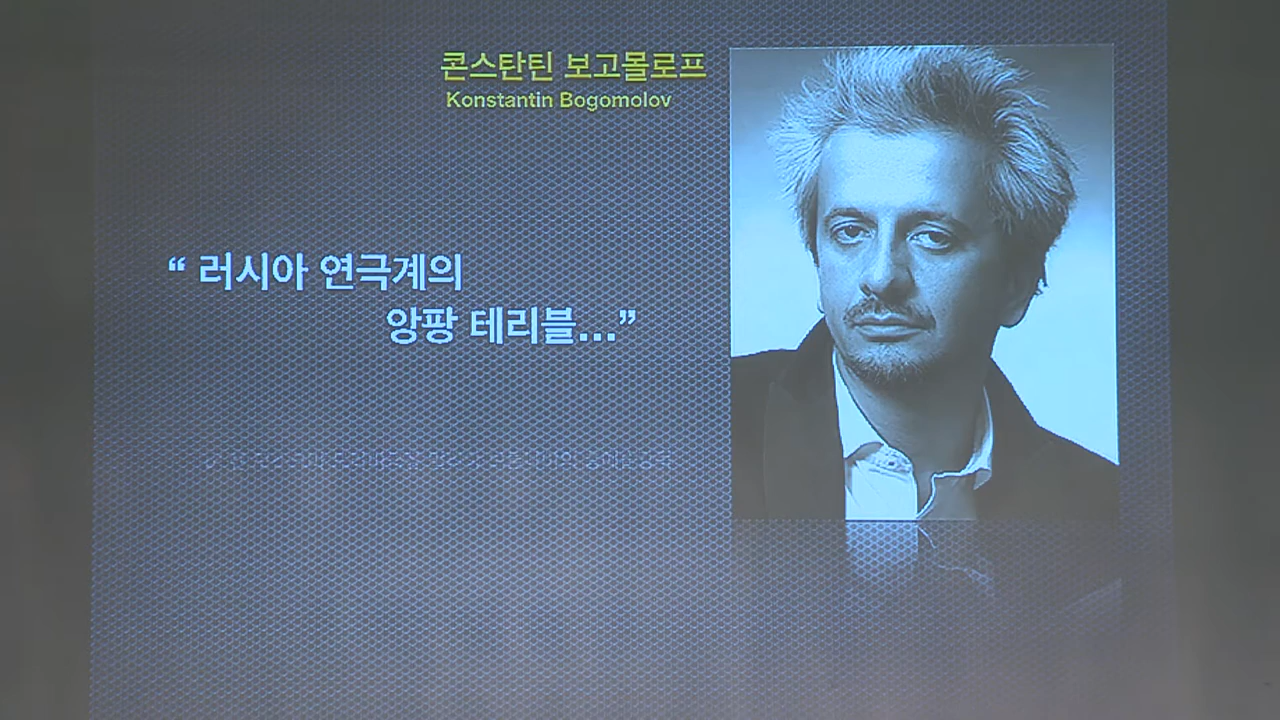 콘스탄틴 보고몰로프
Konstantin Bogomolov
“ 러시아 연극계의
앙팡 테리블...”